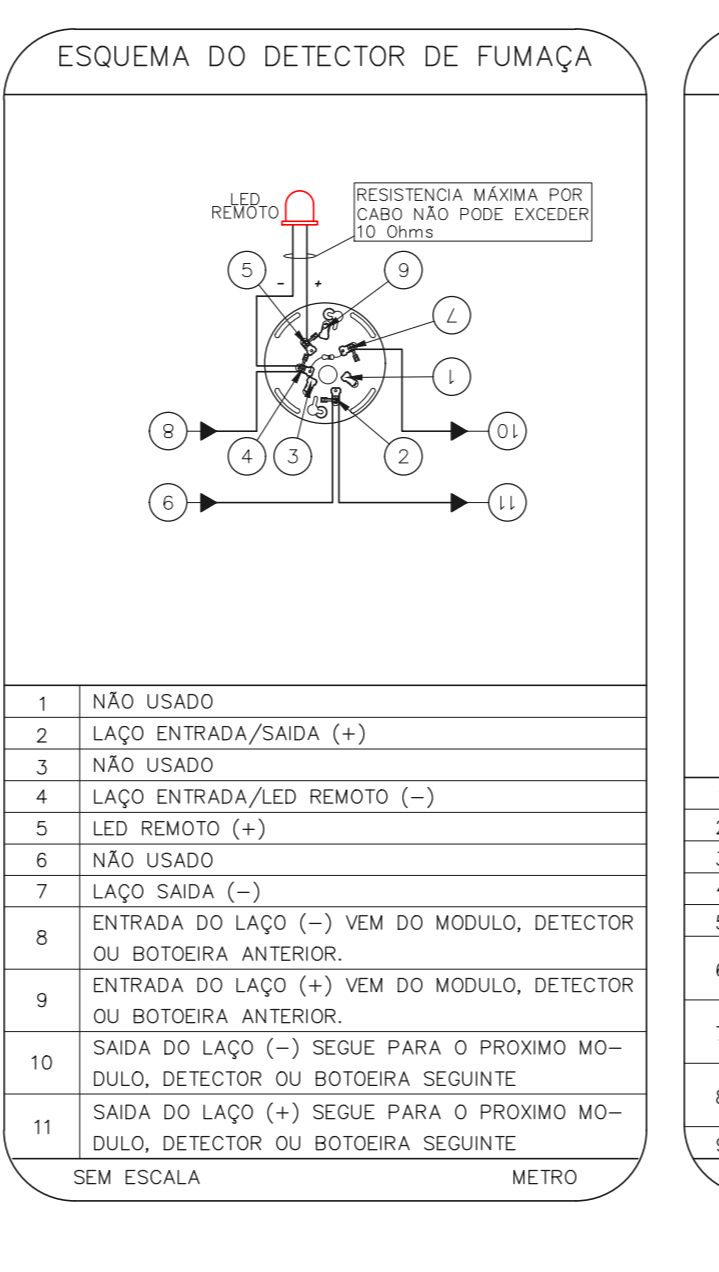 ESQUEMA DO DETECTOR DE FUMAÇA
LED
REMOTO
RESISTENCIA MÁXIMA POR
CABO NÃO PODE EXCEDER
10 Ohms
5
6
- +
7
1
8
10
4
3
2
9
11
1 NÃO USADO
2 LAÇO ENTRADA/SAIDA (+)
3 NÃO USADO
4 LAÇO ENTRADA/LED REMOTO (-)
5 LED REMOTO (+)
6 NÃO USADO
7 LAÇO SAIDA (-)
8 ENTRADA DO LAÇO (-) VEM DO MODULO, DETECTOR
OU BOTOEIRA ANTERIOR.
9 ENTRADA DO LAÇO (+) VEM DO MODULO, DETECTOR
OU BOTOEIRA ANTERIOR.
10 SAIDA DO LAÇO (-) SEGUE PARA O PROXIMO MO-
DULO, DETECTOR OU BOTOEIRA SEGUINTE
11 SAIDA DO LAÇO (+) SEGUE PARA O PROXIMO MO-
DULO, DETECTOR OU BOTOEIRA SEGUINTE
SEM ESCALA METRO